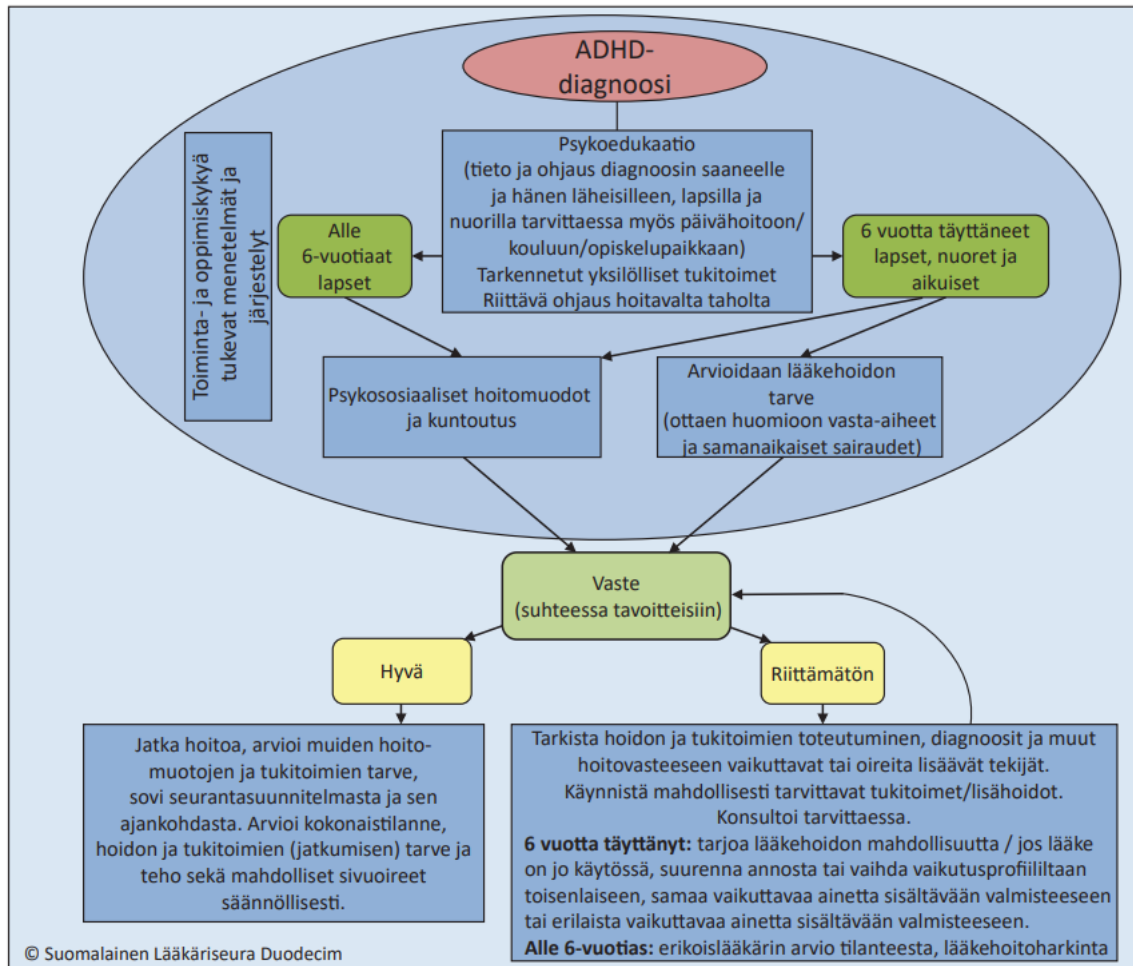 ADHD-
diagnoosi
Psykoedukaatio
(tieto ja ohjaus diagnoosin saaneelle
ja hänen läheisilleen, lapsilla ja
nuorilla tarvittaessa myös päivähoitoon/
kouluun/opiskelupaikkaan)
Tarkennetut yksilölliset tukitoimet
Riittävä ohjaus hoitavalta taholta
Toiminta- ja oppimiskykyä
tukevat menetelmät ja
järjestelyt
Alle
6-vuotiaat
lapset
6 vuotta täyttäneet
lapset, nuoret ja
aikuiset
Psykososiaaliset hoitomuodot
ja kuntoutus
Arvioidaan lääkehoidon
tarve
(ottaen huomioon vasta-aiheet
ja samanaikaiset sairaudet)
Vaste
(suhteessa tavoitteisiin)
Hyvä
Riittämätön
Jatka hoitoa, arvioi muiden hoito-
muotojen ja tukitoimien tarve,
sovi seurantasuunnitelmasta ja sen
ajankohdasta. Arvioi kokonaistilanne,
hoidon ja tukitoimien (jatkumisen) tarve ja
teho sekä mahdolliset sivuoireet
säännöllisesti.
Tarkista hoidon ja tukitoimien toteutuminen, diagnoosit ja muut
hoitovasteeseen vaikuttavat tai oireita lisäävät tekijät.
Käynnistä mahdollisesti tarvittavat tukitoimet/lisähoidot.
Konsultoi tarvittaessa.
6 vuotta täyttänyt: tarjoa lääkehoidon mahdollisuutta / jos lääke
on jo käytössä, suurenna annosta tai vaihda vaikutusprofiililtaan
toisenlaiseen, samaa vaikuttavaa ainetta sisältävään valmisteeseen
tai erilaista vaikuttavaa ainetta sisältävään valmisteeseen.
Alle 6-vuotias: erikoislääkärin arvio tilanteesta, lääkehoitoharkinta
© Suomalainen Lääkäriseura Duodecim